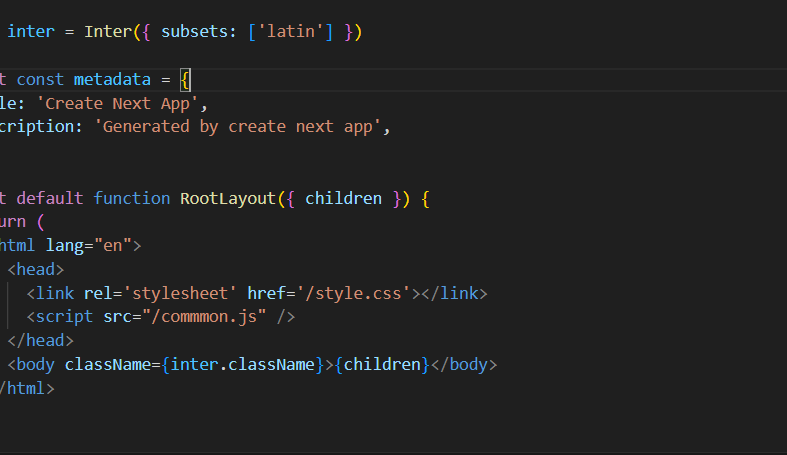 inter = Inter({ subsets: ['latin'] })
t const metadata = {
le: 'Create Next App',
cription: 'Generated by create next app',
t default function RootLayout({ children }) {
urn (
html lang="en">
<head>
<link rel='stylesheet' href='/style.css'></link>
<script src="/commmon.js" />
</head>
<body className={inter.className}>{children}</body>
/html>